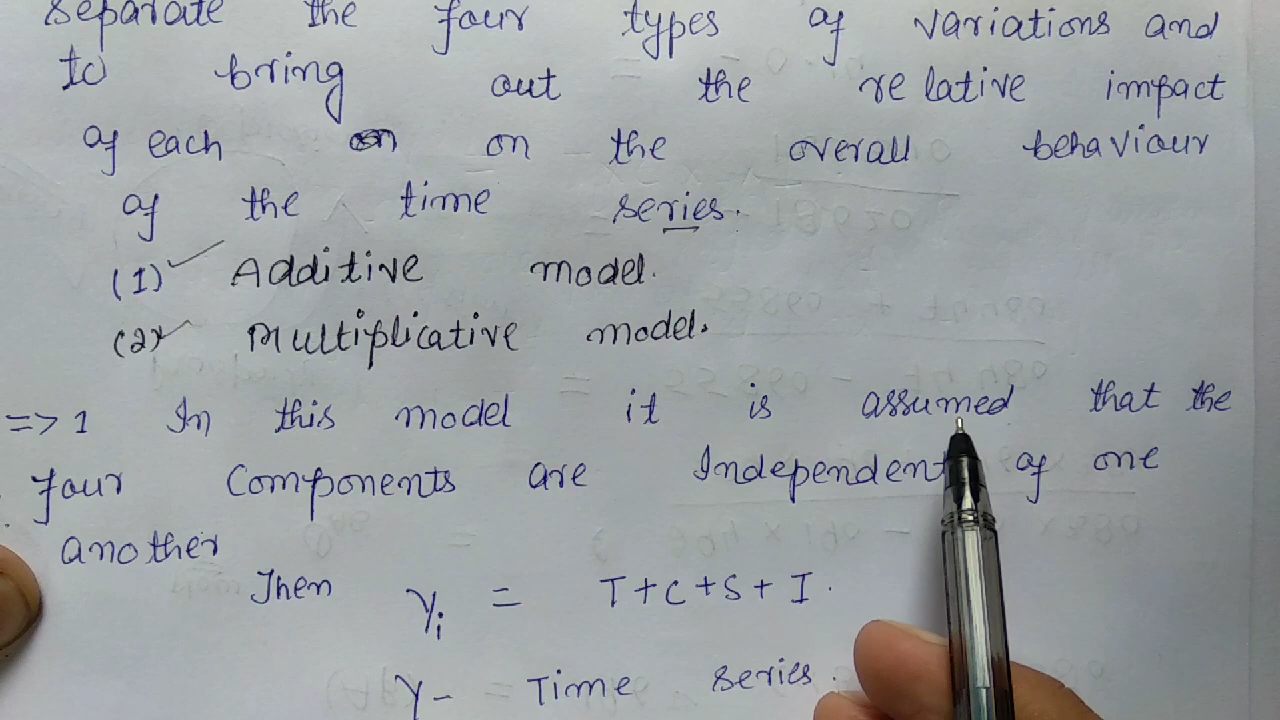 separate the four types of variations and
to bring out the relative impact
of each on the overall behaviour
of the time series.
(1) Additive model.
(2) Multiplicative model.
=> 1 In this model it is assumed that the
four Components are Independent of one
another
Then Yi = T+C+S+I.
Y- Time series.